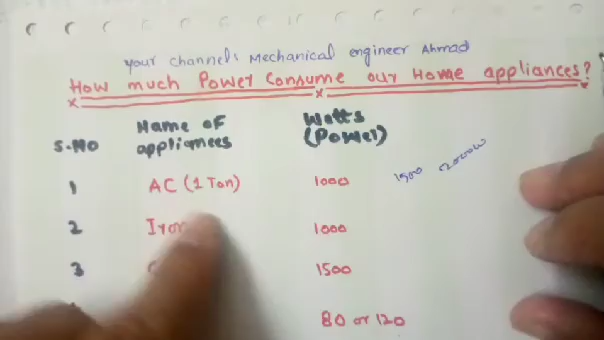 your channel: Mechanical engineer Ahmad
How much Power Consume our Home appliances?
S.No Name of appliances Watts (Power)
1 AC (1 Ton) 1000 1500 2000W
2 1000
3 1500
80 or 120